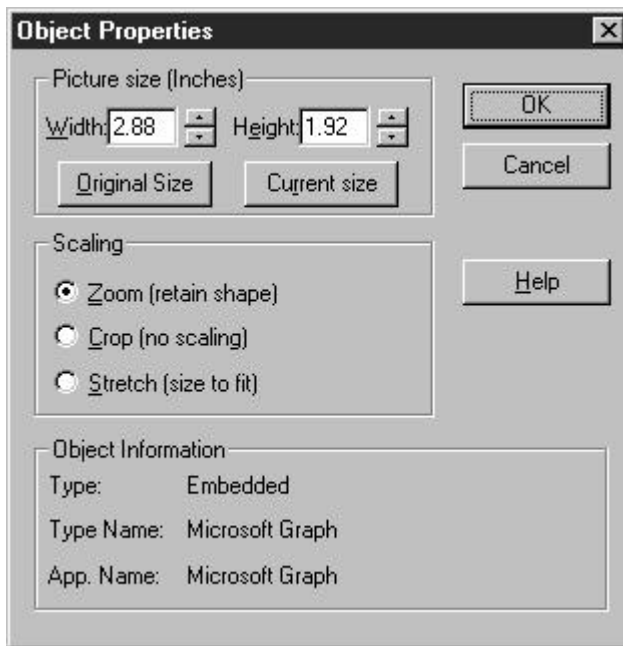 Object Properties
Picture size (Inches)
Width: 2.88 Height: 1.92
Original Size Current size
OK
Cancel
Scaling
Zoom (retain shape)
Crop (no scaling)
Stretch (size to fit)
Help
Object Information
Type: Embedded
Type Name: Microsoft Graph
App. Name: Microsoft Graph